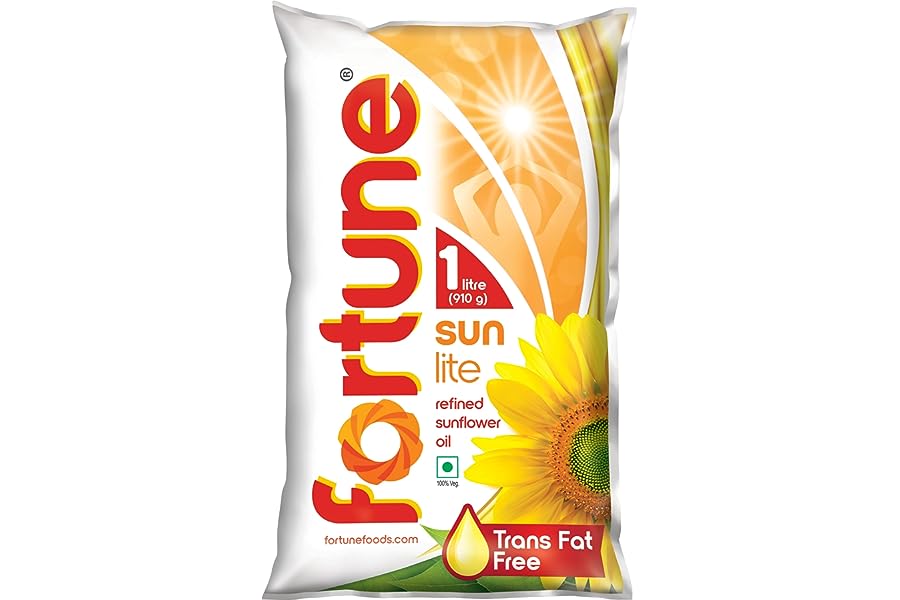 fortune®
1
litre
(910 g)
sun
lite
refined
sunflower
oil
100% Veg.
fortunefoods.com
Trans Fat
Free